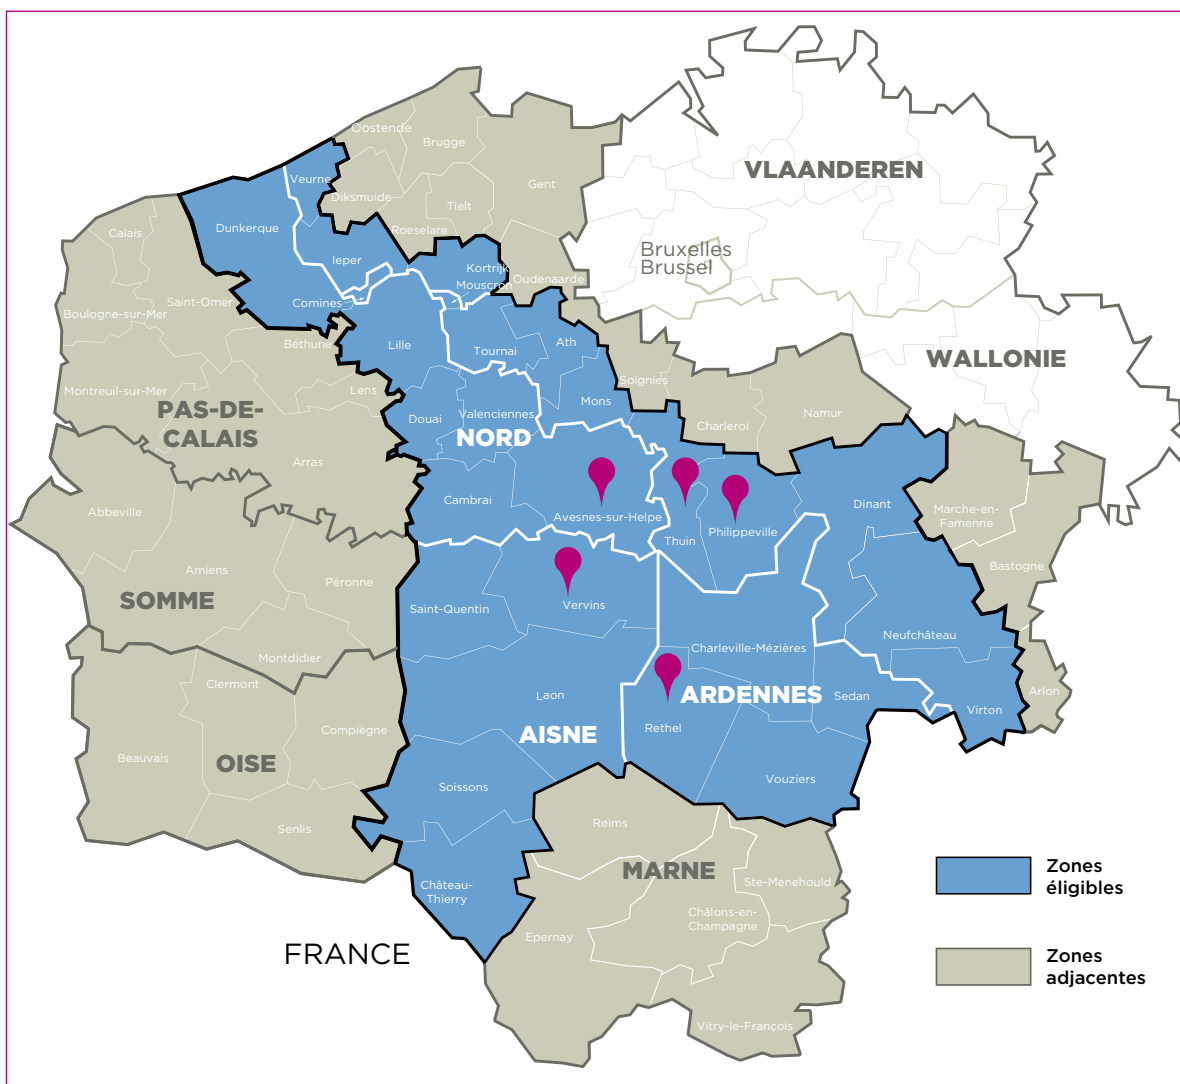 Oostende
Brugge
VLAANDEREN
Veurne
Gent
Diksmuide
Tielt
Dunkerque
Calais
Roeselare
Ieper
Bruxelles
Brussel
Kortrijk
Mouscron
Oudenaarde
Saint-Omer
Comines
Boulogne-sur-Mer
Béthune
Lille
Tournai
Ath
WALLONIE
Soignies
Montreuil-sur-Mer
Lens
Mons
PAS-DE-
CALAIS
Douai
Valenciennes
NORD
Charleroi
Namur
Arras
Cambrai
Dinant
Abbeville
Avesnes-sur-Helpe
Marche-en-
Famenne
Thuin
Philippeville
Amiens
Péronne
SOMME
Saint-Quentin
Vervins
Bastogne
Neufchâteau
Montdidier
Charleville-Mézières
Clermont
Laon
ARDENNES
Sedan
Virton
Arlon
Compiègne
AISNE
Rethel
Beauvais
OISE
Soissons
Vouziers
Senlis
Reims
MARNE
Château-
Thierry
Ste-Menehould
Châlons-en-
Champagne
Epernay
FRANCE
Vitry-le-François
Zones
éligibles
Zones
adjacentes